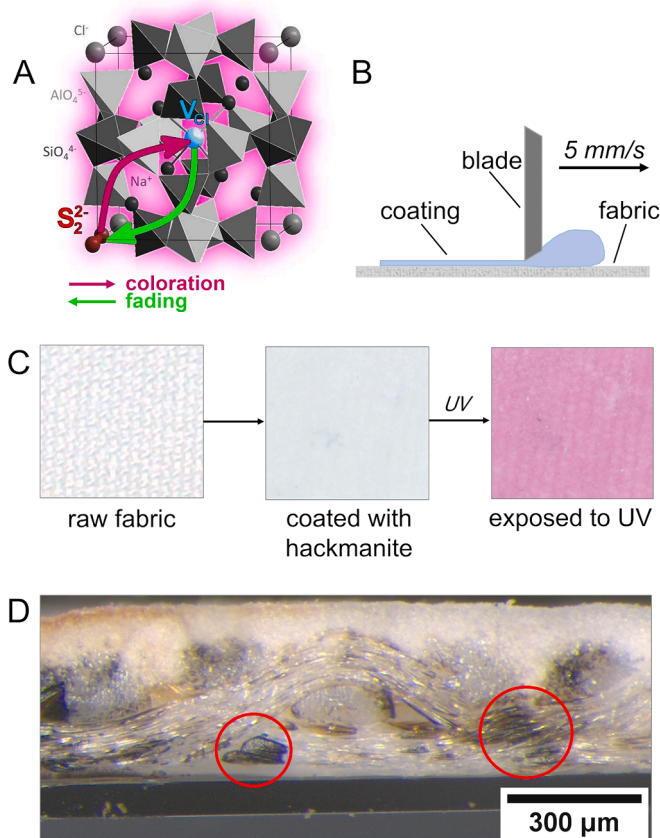 A
Cl-
AlO₄⁵⁻
SiO₄⁴⁻
Na⁺
V_Cl
S₂²⁻
coloration
fading
B
blade
5 mm/s
coating
fabric
C
UV
raw fabric
coated with
hackmanite
exposed to UV
D
300 µm